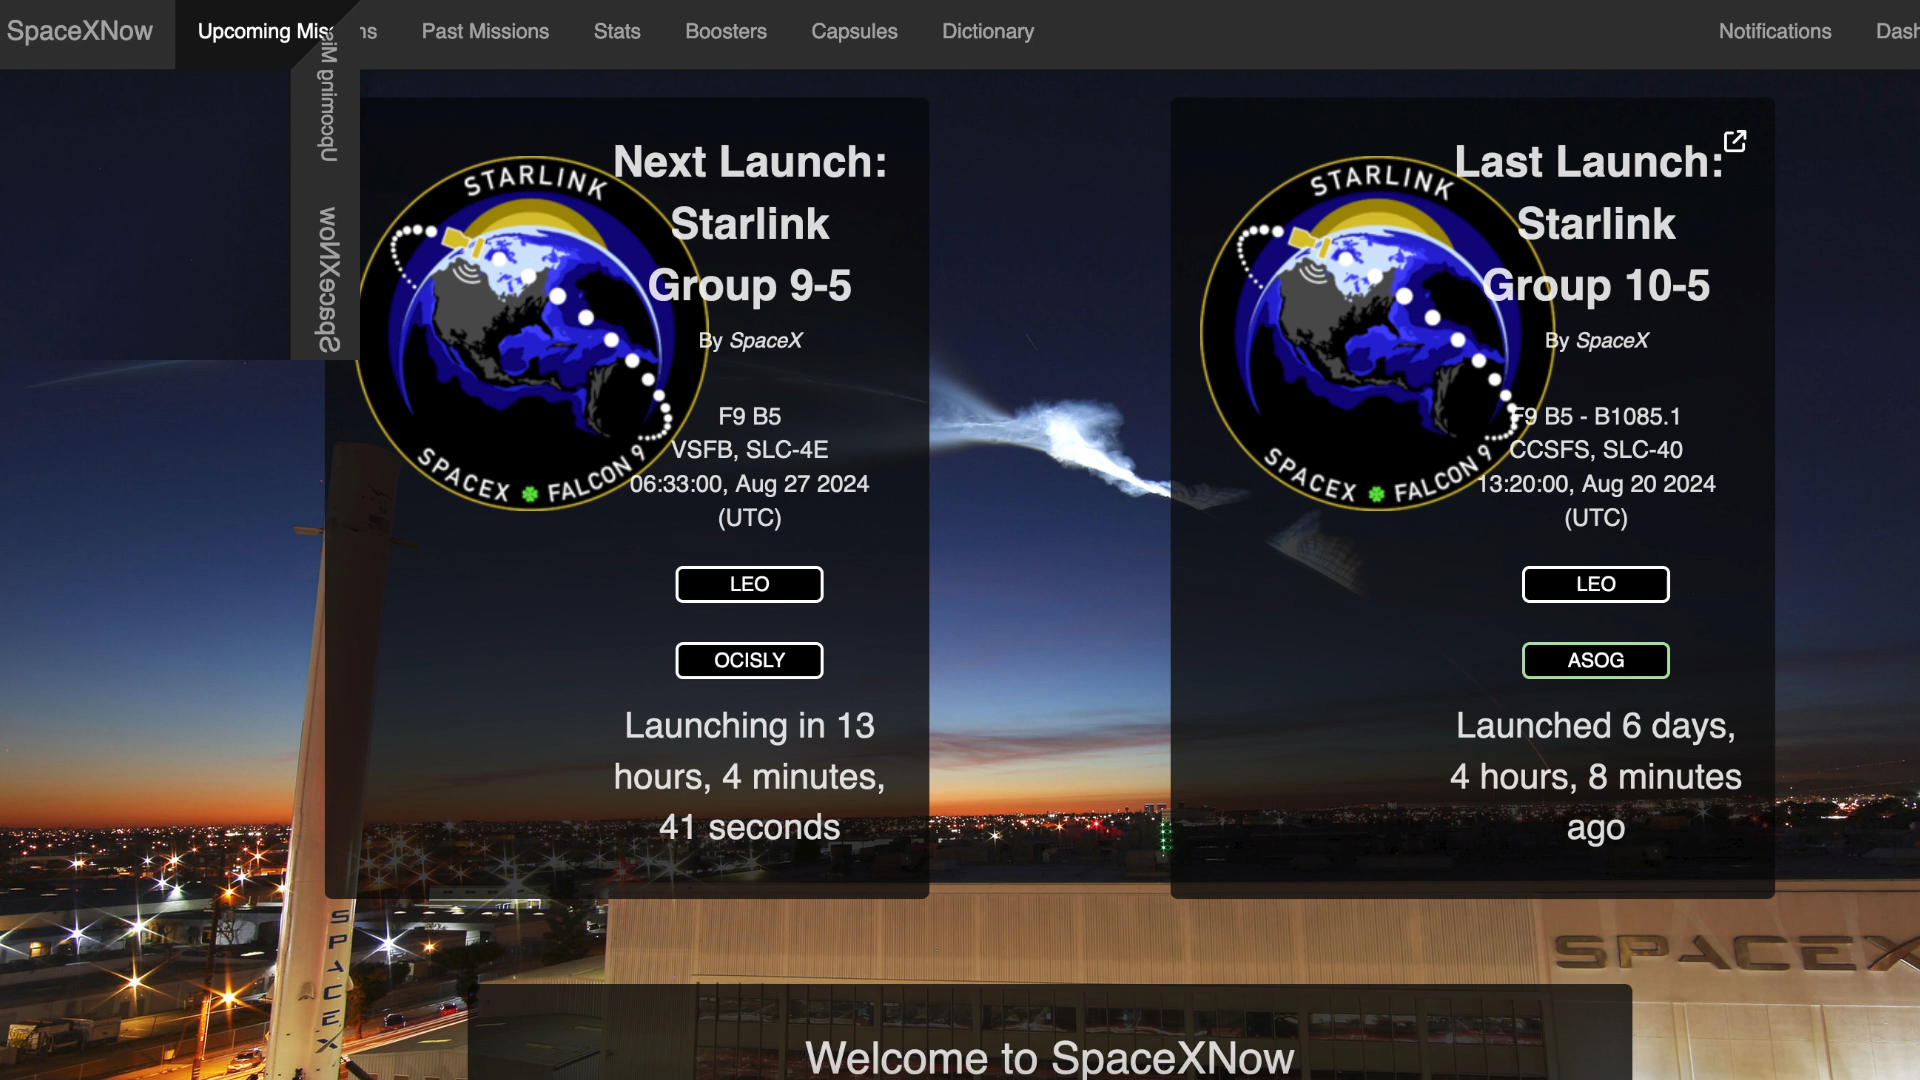 SpaceXNow
Upcoming Mis
ns
Past Missions
Stats
Boosters
Capsules
Dictionary
Notifications
Dash
Upcoming Mis
SpaceXNow
STARLINK
SPACEX FALCON 9
Next Launch:
Starlink
Group 9-5
By SpaceX
F9 B5
VSFB, SLC-4E
06:33:00, Aug 27 2024
(UTC)
LEO
OCISLY
Launching in 13
hours, 4 minutes,
41 seconds
STARLINK
SPACEX FALCON 9
Last Launch:
Starlink
Group 10-5
By SpaceX
F9 B5 - B1085.1
CCSFS, SLC-40
13:20:00, Aug 20 2024
(UTC)
LEO
ASOG
Launched 6 days,
4 hours, 8 minutes
ago
SPACEX
SPACEX
Welcome to SpaceXNow